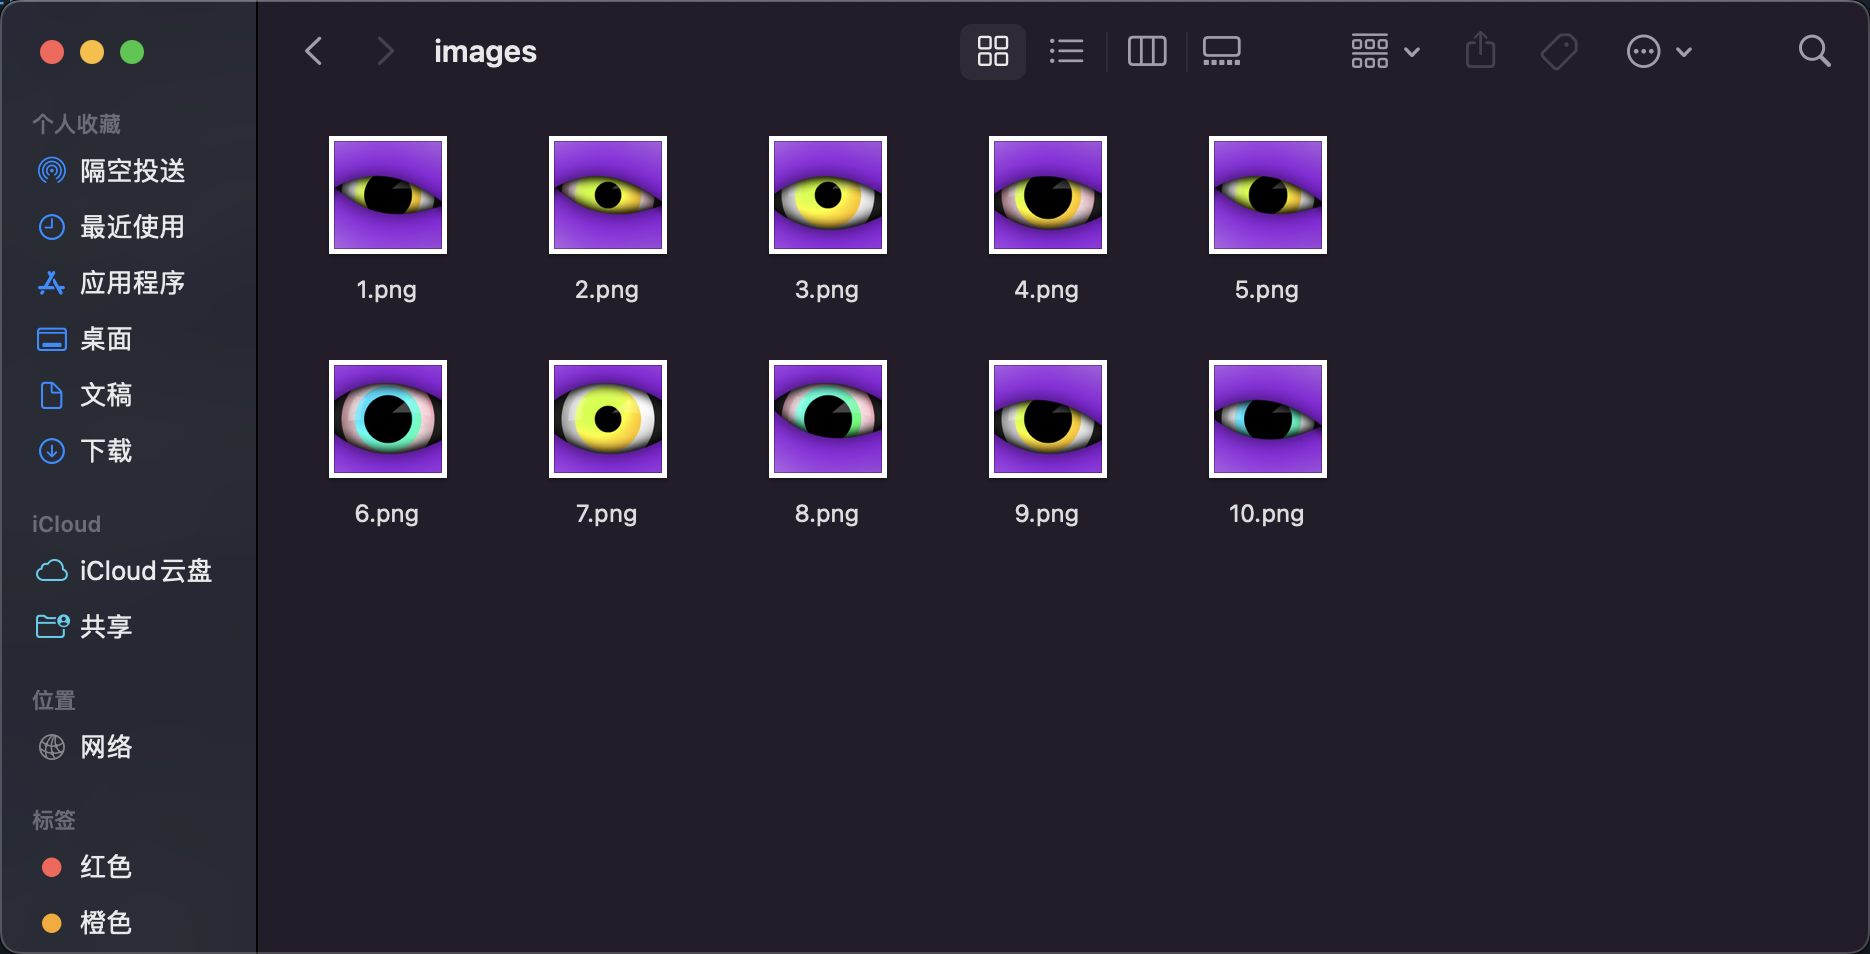 个人收藏
隔空投送
最近使用
应用程序
桌面
文稿
下载
iCloud
iCloud云盘
共享
位置
网络
标签
红色
橙色
images
1.png
2.png
3.png
4.png
5.png
6.png
7.png
8.png
9.png
10.png